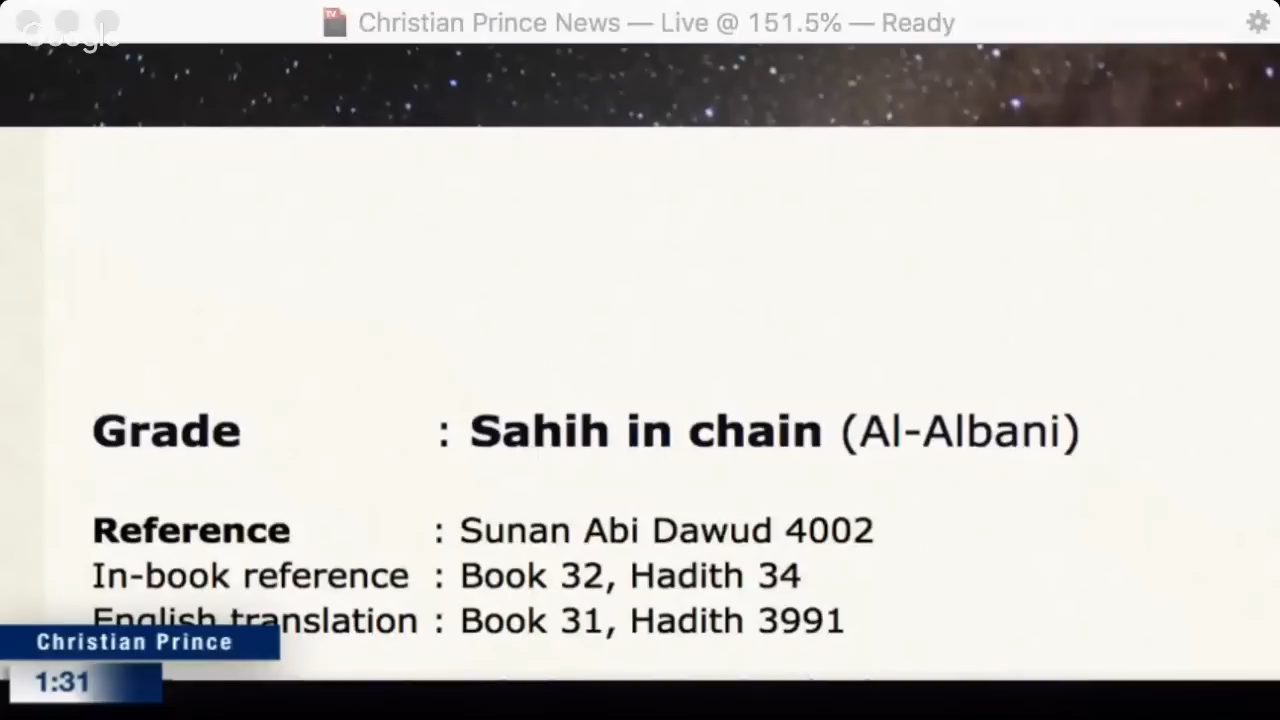 Google
Christian Prince News — Live @ 151.5% — Ready
Grade : Sahih in chain (Al-Albani)
Reference : Sunan Abi Dawud 4002
In-book reference : Book 32, Hadith 34
English translation : Book 31, Hadith 3991
Christian Prince
1:31